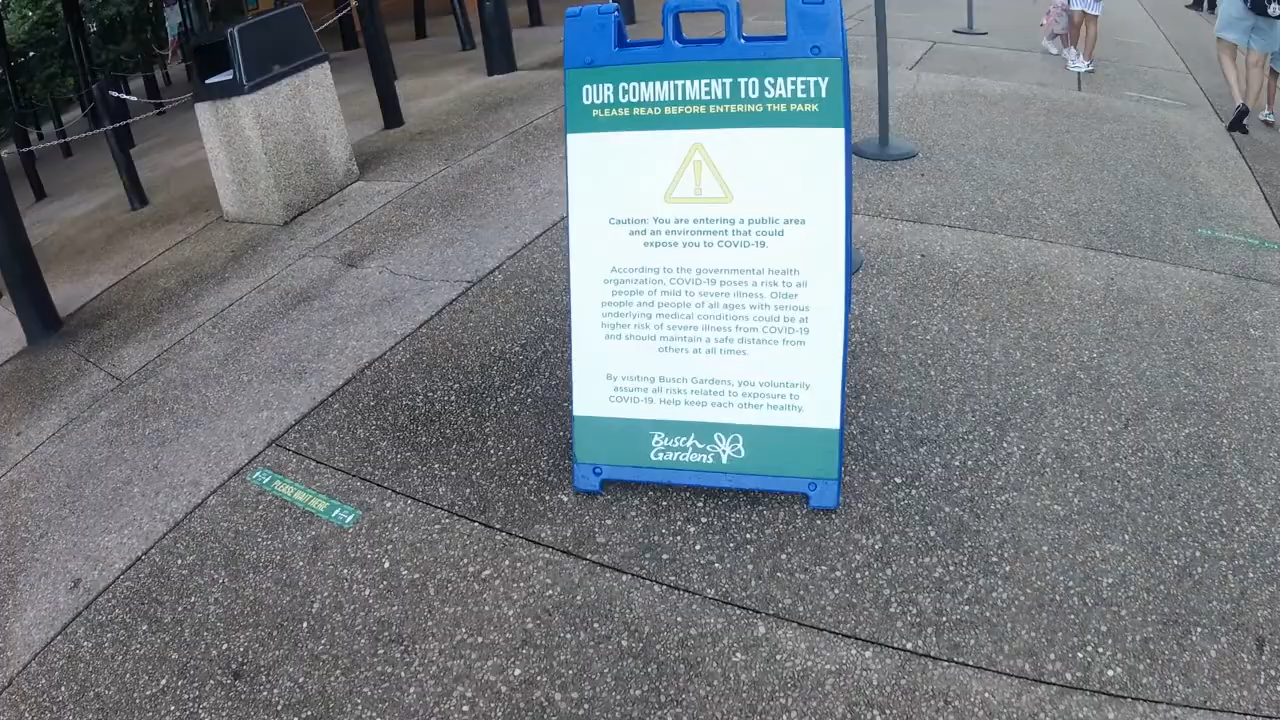 OUR COMMITMENT TO SAFETY
PLEASE READ BEFORE ENTERING THE PARK
!
Caution: You are entering a public area
and an environment that could
expose you to COVID-19.
According to the governmental health
organization, COVID-19 poses a risk to all
people of mild to severe illness. Older
people and people of all ages with serious
underlying medical conditions could be at
higher risk of severe illness from COVID-19
and should maintain a safe distance from
others at all times.
By visiting Busch Gardens, you voluntarily
assume all risks related to exposure to
COVID-19. Help keep each other healthy.
Busch
Gardens
PLEASE WAIT HERE